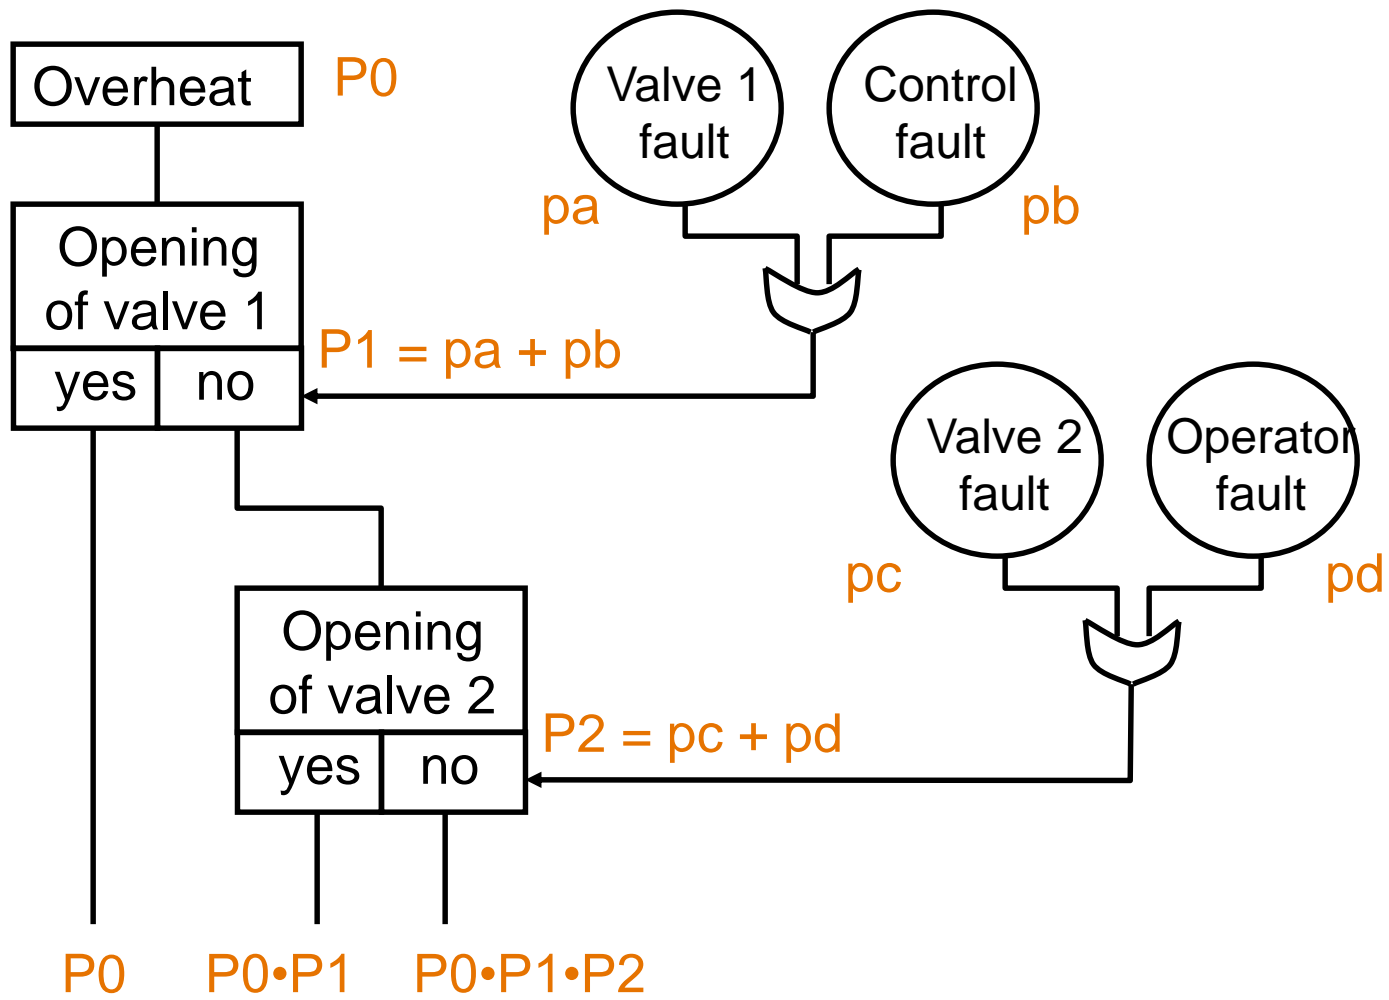 Overheat
P0
Valve 1
fault
Control
fault
pa
pb
Opening
of valve 1
yes
no
P1 = pa + pb
Valve 2
fault
Operator
fault
pc
pd
Opening
of valve 2
yes
no
P2 = pc + pd
P0
P0•P1
P0•P1•P2